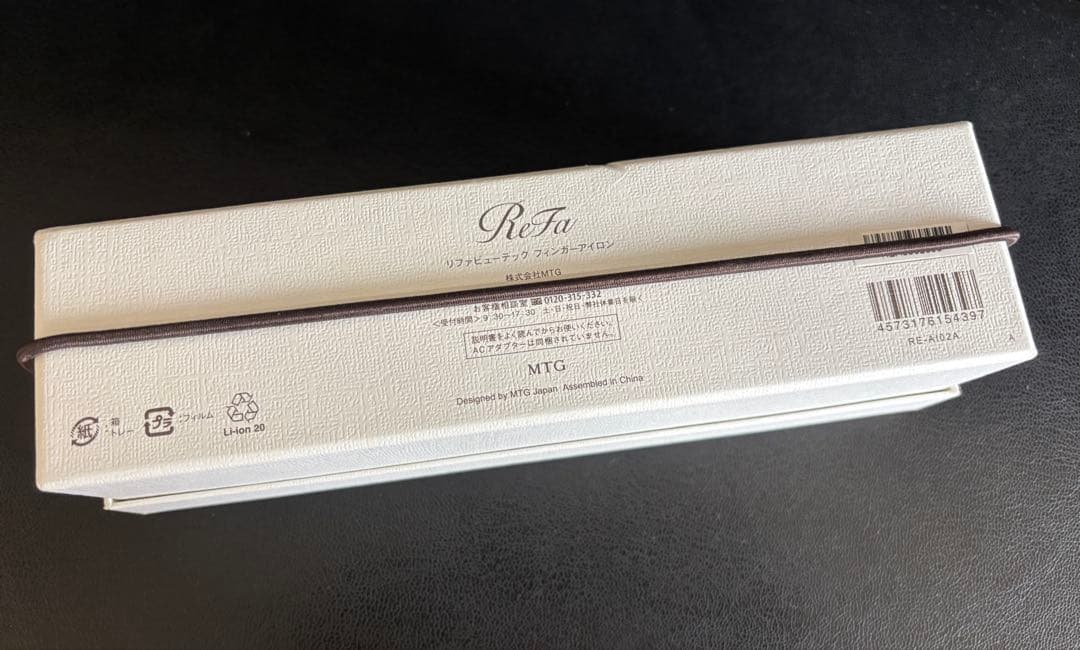 ReFa
リファビューテック フィンガーアイロン
株式会社MTG
お客様相談室 0120-315-332
<受付時間> 9:30〜17:30 土・日・祝日・弊社休業日を除く
説明書をよく読んでからお使いください。
ACアダプターは同梱されていません。
MTG
Designed by MTG Japan Assembled in China
紙 :箱
・トレー
プラ :フィルム
Li-ion 20
4573176154397
RE-AI02A
A